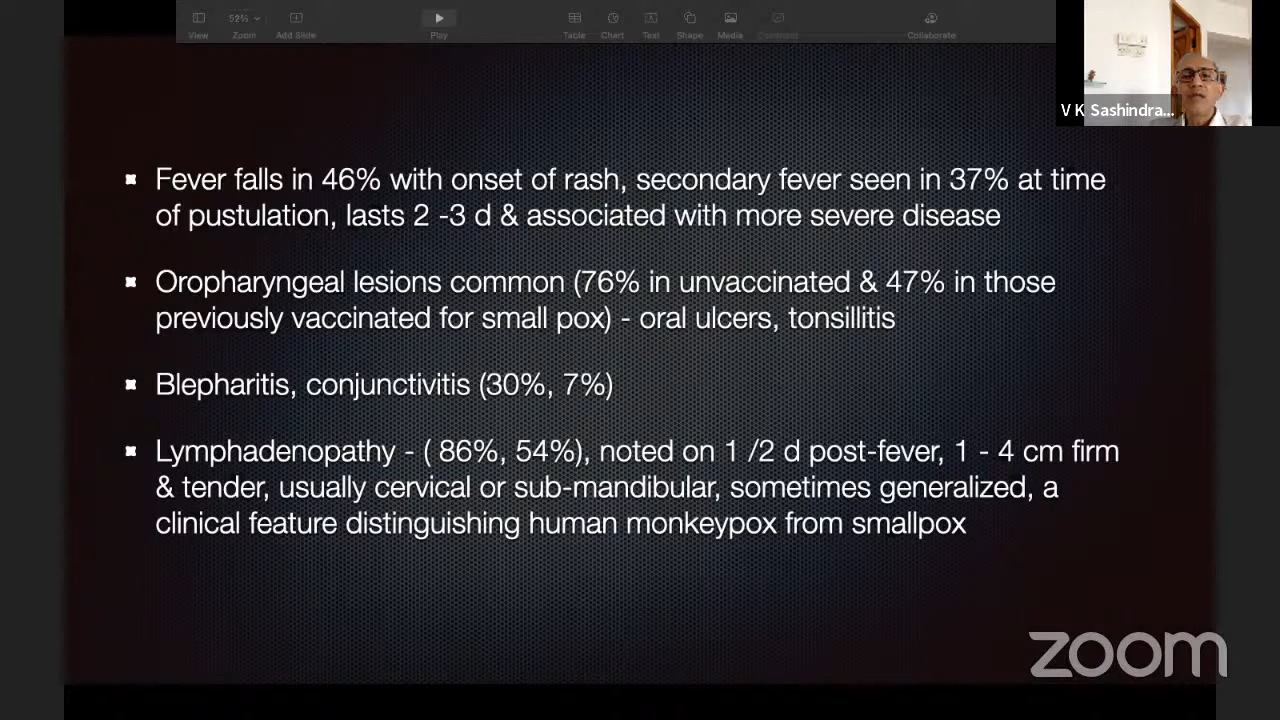 52%
View
Zoom
Add Slide
Play
Table
Chart
Text
Shape
Media
Comment
Collaborate
V K Sashindra...
Fever falls in 46% with onset of rash, secondary fever seen in 37% at time
of pustulation, lasts 2 -3 d & associated with more severe disease
Oropharyngeal lesions common (76% in unvaccinated & 47% in those
previously vaccinated for small pox) - oral ulcers, tonsillitis
Blepharitis, conjunctivitis (30%, 7%)
Lymphadenopathy - ( 86%, 54%), noted on 1 /2 d post-fever, 1 - 4 cm firm
& tender, usually cervical or sub-mandibular, sometimes generalized, a
clinical feature distinguishing human monkeypox from smallpox
zoom